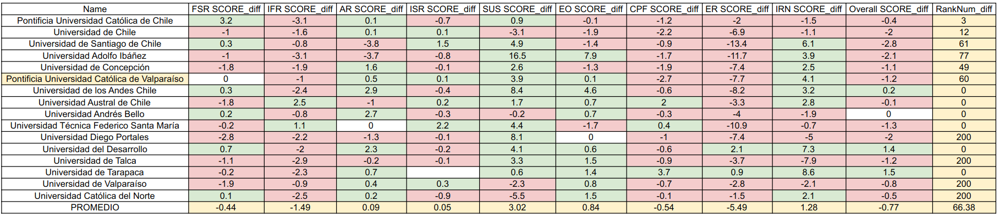 Name FSR SCORE_diff IFR SCORE_diff AR SCORE_diff ISR SCORE_diff SUS SCORE_diff EO SCORE_diff CPF SCORE_diff ER SCORE_diff IRN SCORE_diff Overall SCORE_diff RankNum_diff
Pontificia Universidad Católica de Chile 3.2 -3.1 0.1 -0.7 0.9 -0.1 -1.2 -2 -1.5 -0.4 3
Universidad de Chile -1 -1.6 0.1 0.1 -3.1 -1.9 -2.2 -6.9 -1.1 -2 12
Universidad de Santiago de Chile 0.3 -0.8 -3.8 1.5 4.9 -1.4 -0.9 -13.4 6.1 -2.8 61
Universidad Adolfo Ibáñez -1 -3.1 -3.7 -0.8 16.5 7.9 -1.7 -11.7 3.9 -2.1 77
Universidad de Concepción -1.8 -1.9 1.6 -0.1 2.6 -1.3 -1.9 -7.4 2.5 -1.1 49
Pontificia Universidad Católica de Valparaíso 0 -1 0.5 0.1 3.9 0.1 -2.7 -7.7 4.1 -1.2 60
Universidad de los Andes Chile 0.3 -2.4 2.9 -0.4 8.4 4.6 -0.6 -8.2 3.2 0.2 0
Universidad Austral de Chile -1.8 2.5 -1 0.2 1.7 0.7 2 -3.3 2.8 -0.1 0
Universidad Andrés Bello 0.2 -0.8 2.7 -0.3 -0.2 0.7 -0.3 -4 -1.9 0 0
Universidad Técnica Federico Santa María -0.2 1.1 0 2.2 4.4 -1.7 0.4 -10.9 -0.7 -1.3 0
Universidad Diego Portales -2.8 -2.2 -1.3 -0.1 8.1 0 -1 -7.4 -5 -2 200
Universidad del Desarrollo 0.7 -2 2.3 -0.2 4.1 0.6 -0.6 2.1 7.3 1.4 0
Universidad de Talca -1.1 -2.9 -0.2 -0.1 3.3 1.5 -0.9 -3.7 -7.9 -1.2 200
Universidad de Tarapaca -0.2 -2.3 0.7 0.6 1.4 3.7 0.9 8.6 1.5 0
Universidad de Valparaíso -1.9 -0.9 0.4 0.3 -2.3 0.8 -0.7 -2.8 -2.1 -0.8 200
Universidad Católica del Norte 0.1 -2.5 0.2 -0.9 -5.5 1.5 -0.1 -1.5 2.1 -0.5 200
PROMEDIO -0.44 -1.49 0.09 0.05 3.02 0.84 -0.54 -5.49 1.28 -0.77 66.38